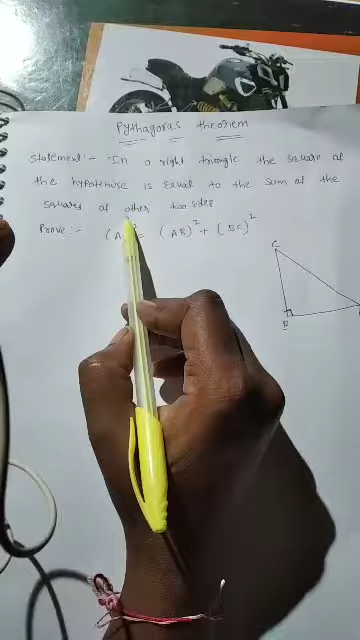 Pythagoras theorem
Statement :- In a right triangle the square of
the hypotenuse is equal to the sum of the
squares of other two sides
Prove :- (A = (AB)² + (BC)²
C
B